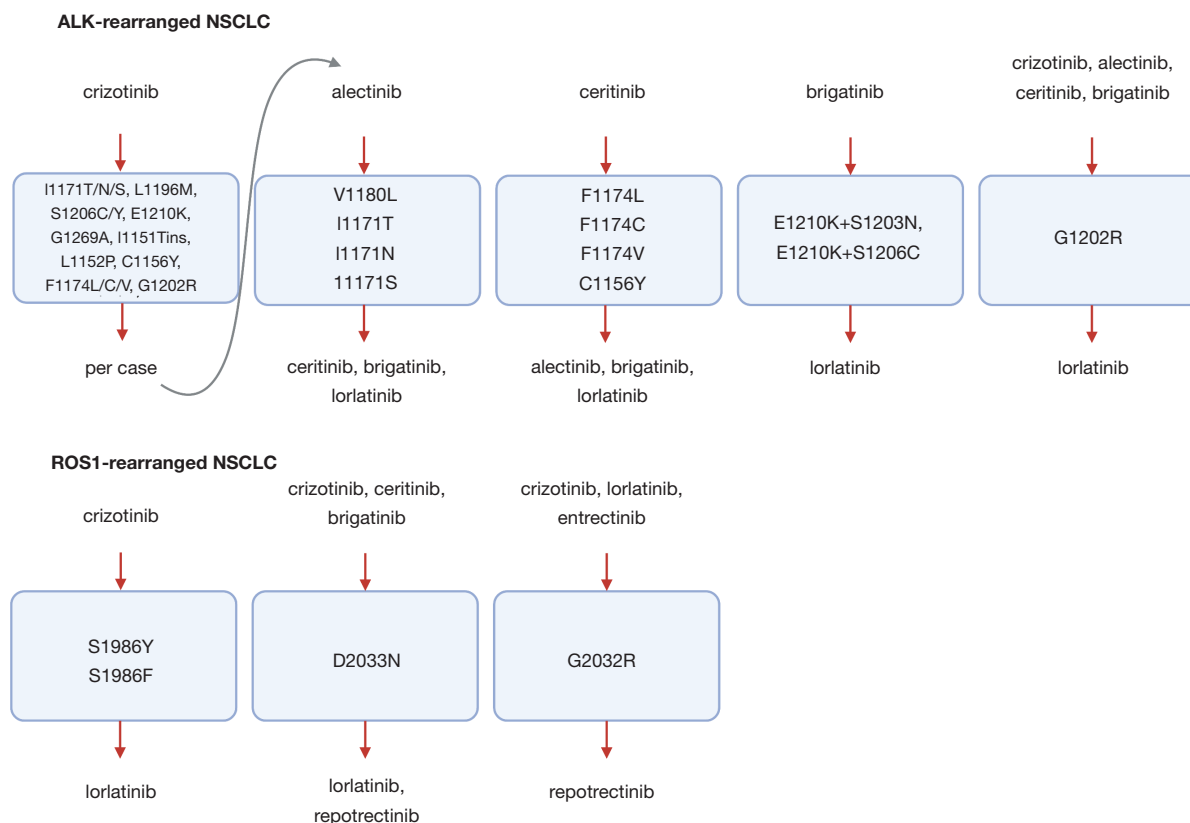 ALK-rearranged NSCLC
crizotinib
I1171T/N/S, L1196M,
S1206C/Y, E1210K,
G1269A, I1151Tins,
L1152P, C1156Y,
F1174L/C/V, G1202R
per case
alectinib
V1180L
I1171T
I1171N
11171S
ceritinib, brigatinib,
lorlatinib
ceritinib
F1174L
F1174C
F1174V
C1156Y
alectinib, brigatinib,
lorlatinib
brigatinib
E1210K+S1203N,
E1210K+S1206C
lorlatinib
crizotinib, alectinib,
ceritinib, brigatinib
G1202R
lorlatinib
ROS1-rearranged NSCLC
crizotinib
S1986Y
S1986F
lorlatinib
crizotinib, ceritinib,
brigatinib
D2033N
lorlatinib,
repotrectinib
crizotinib, lorlatinib,
entrectinib
G2032R
repotrectinib